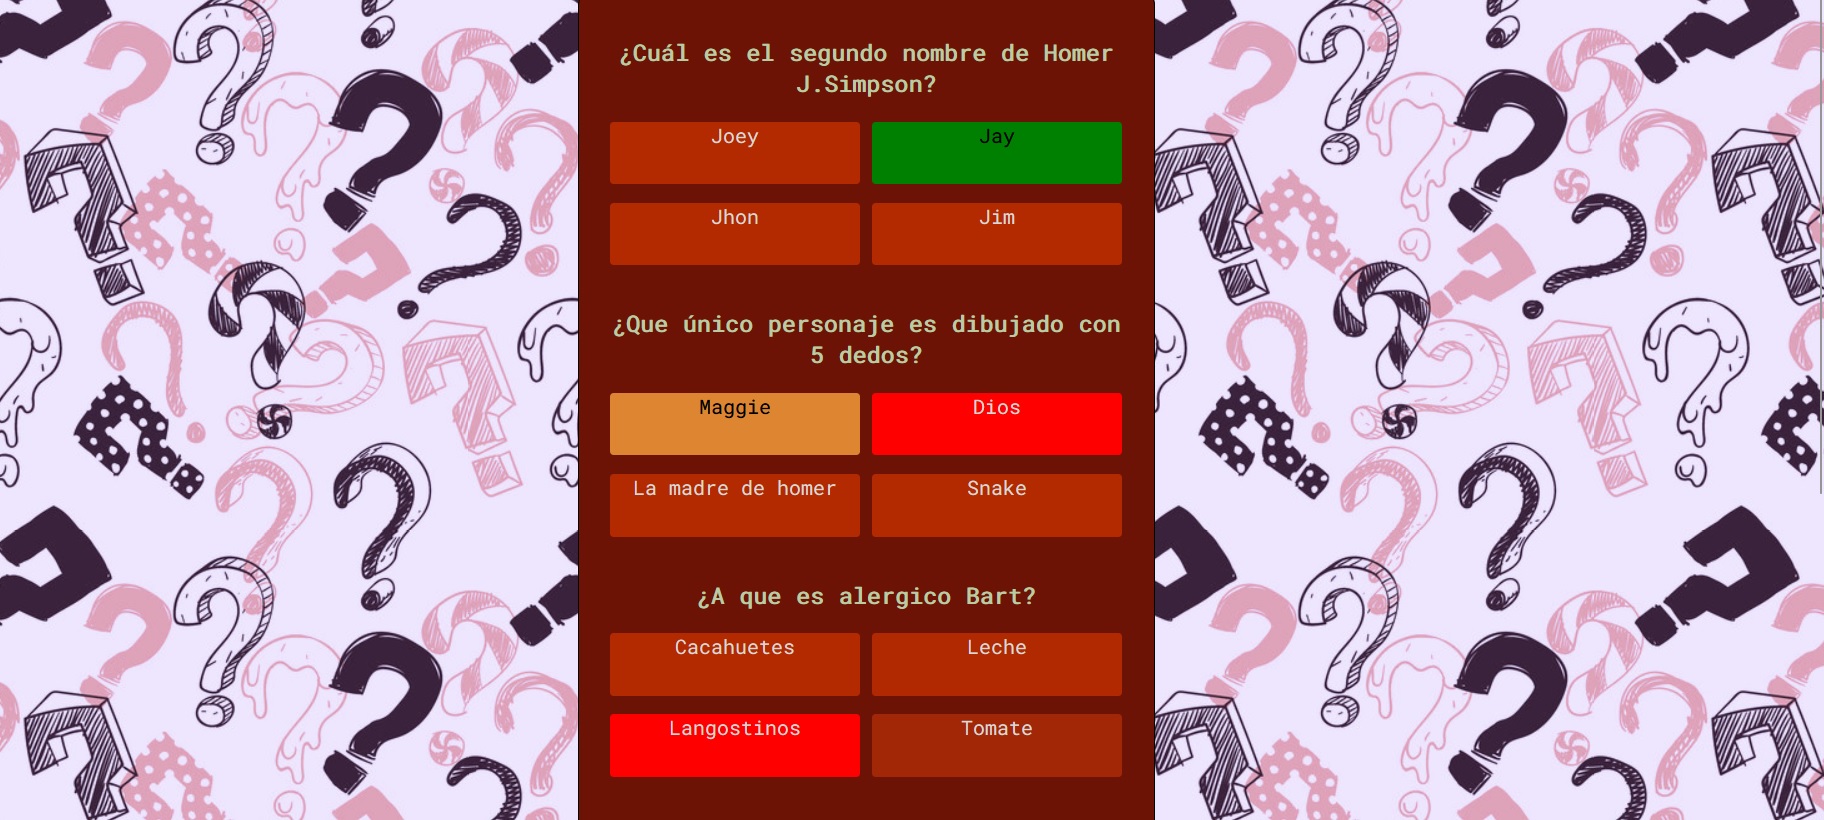 ¿Cuál es el segundo nombre de Homer
J.Simpson?
Joey
Jay
Jhon
Jim
¿Que único personaje es dibujado con
5 dedos?
Maggie
Dios
La madre de homer
Snake
¿A que es alergico Bart?
Cacahuetes
Leche
Langostinos
Tomate